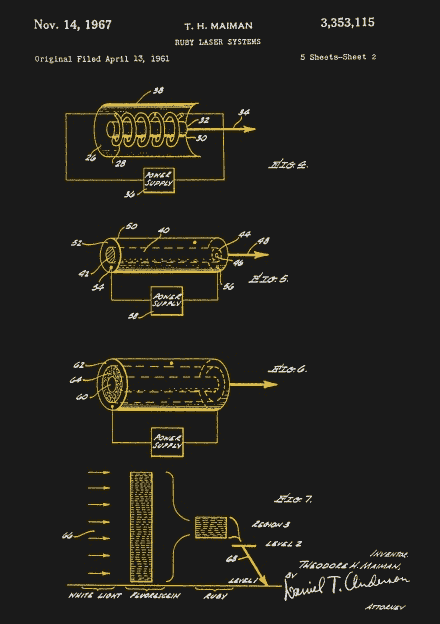 Nov. 14, 1967
T. H. MAIMAN
3,353,115
RUBY LASER SYSTEMS
Original Filed April 13, 1961
5 Sheets-Sheet 2
38
34
32
30
26
28
FIG. 4.
POWER SUPPLY
36
50
52
40
44
48
42
46
54
56
FIG. 5.
POWER SUPPLY
58
62
64
60
FIG. 6.
POWER SUPPLY
FIG. 7.
66
REGION 3
LEVEL 2
68
LEVEL 1
WHITE LIGHT
FLUORESCEIN
RUBY
INVENTOR.
THEODORE H. MAIMAN,
BY
Daniel T. Anderson
ATTORNEY